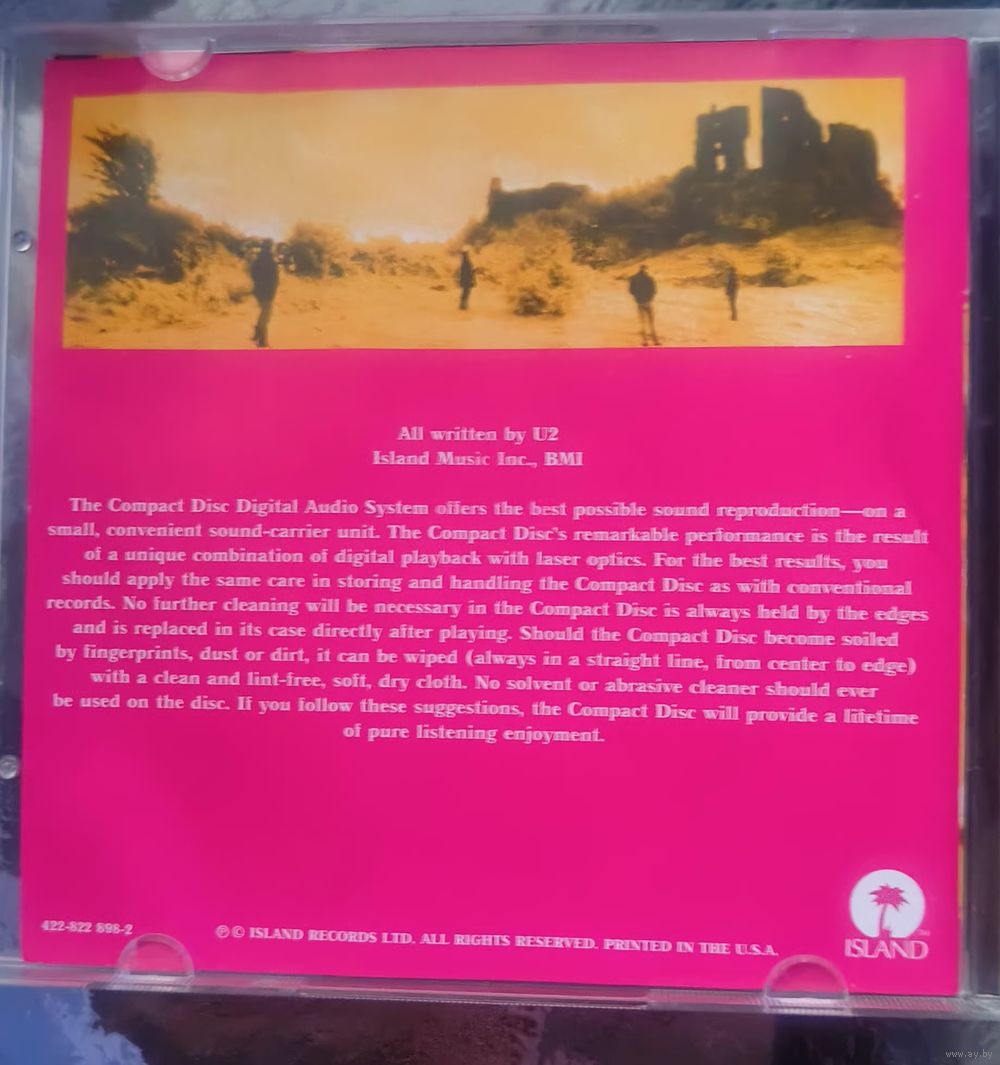 All written by U2
Island Music Inc., BMI
The Compact Disc Digital Audio System offers the best possible sound reproduction—on a
small, convenient sound-carrier unit. The Compact Disc's remarkable performance is the result
of a unique combination of digital playback with laser optics. For the best results, you
should apply the same care in storing and handling the Compact Disc as with conventional
records. No further cleaning will be necessary in the Compact Disc is always held by the edges
and is replaced in its case directly after playing. Should the Compact Disc become soiled
by fingerprints, dust or dirt, it can be wiped (always in a straight line, from center to edge)
with a clean and lint-free, soft, dry cloth. No solvent or abrasive cleaner should ever
be used on the disc. If you follow these suggestions, the Compact Disc will provide a lifetime
of pure listening enjoyment.
422-822 898-2
℗ © ISLAND RECORDS LTD. ALL RIGHTS RESERVED. PRINTED IN THE U.S.A.
ISLAND™
www.ay.by